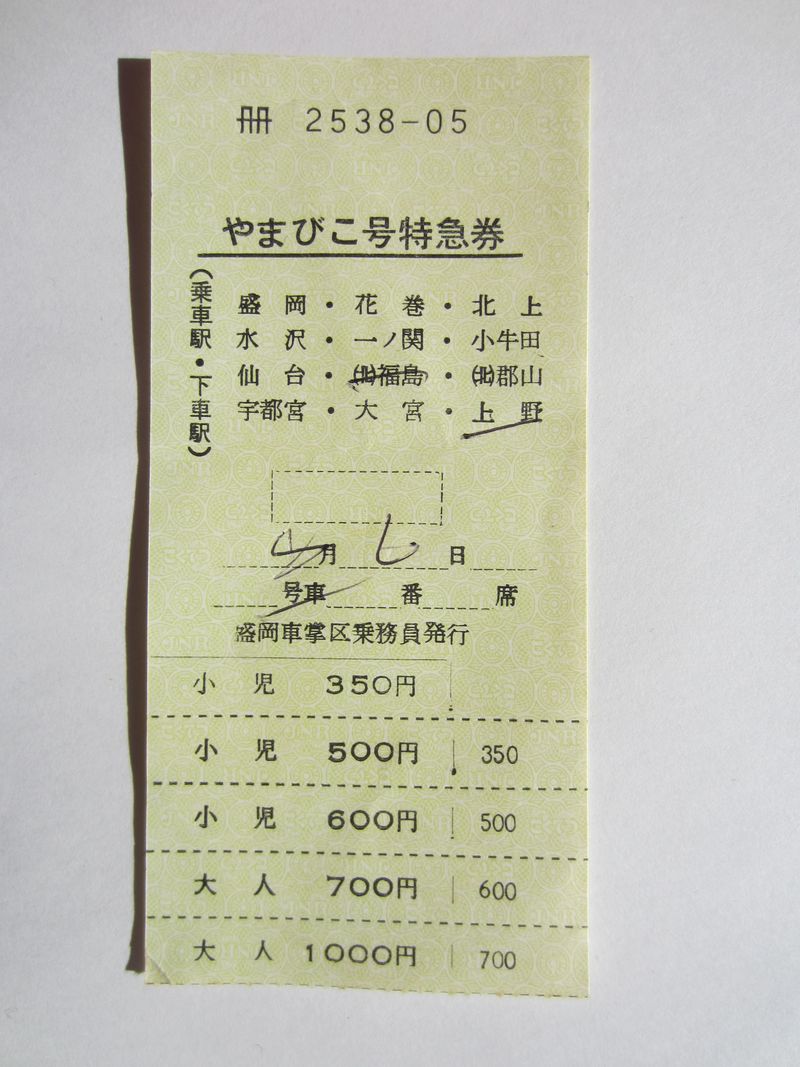 冊 2538-05
やまびこ号特急券
(乗車駅・下車駅)
盛岡・花巻・北上
水沢・一ノ関・小牛田
仙台・㈭福島・㈭郡山
宇都宮・大宮・上野
月 日
号車 番 席
盛岡車掌区乗務員発行
小児 350円
小児 500円 350
小児 600円 500
大人 700円 600
大人 1000円 700